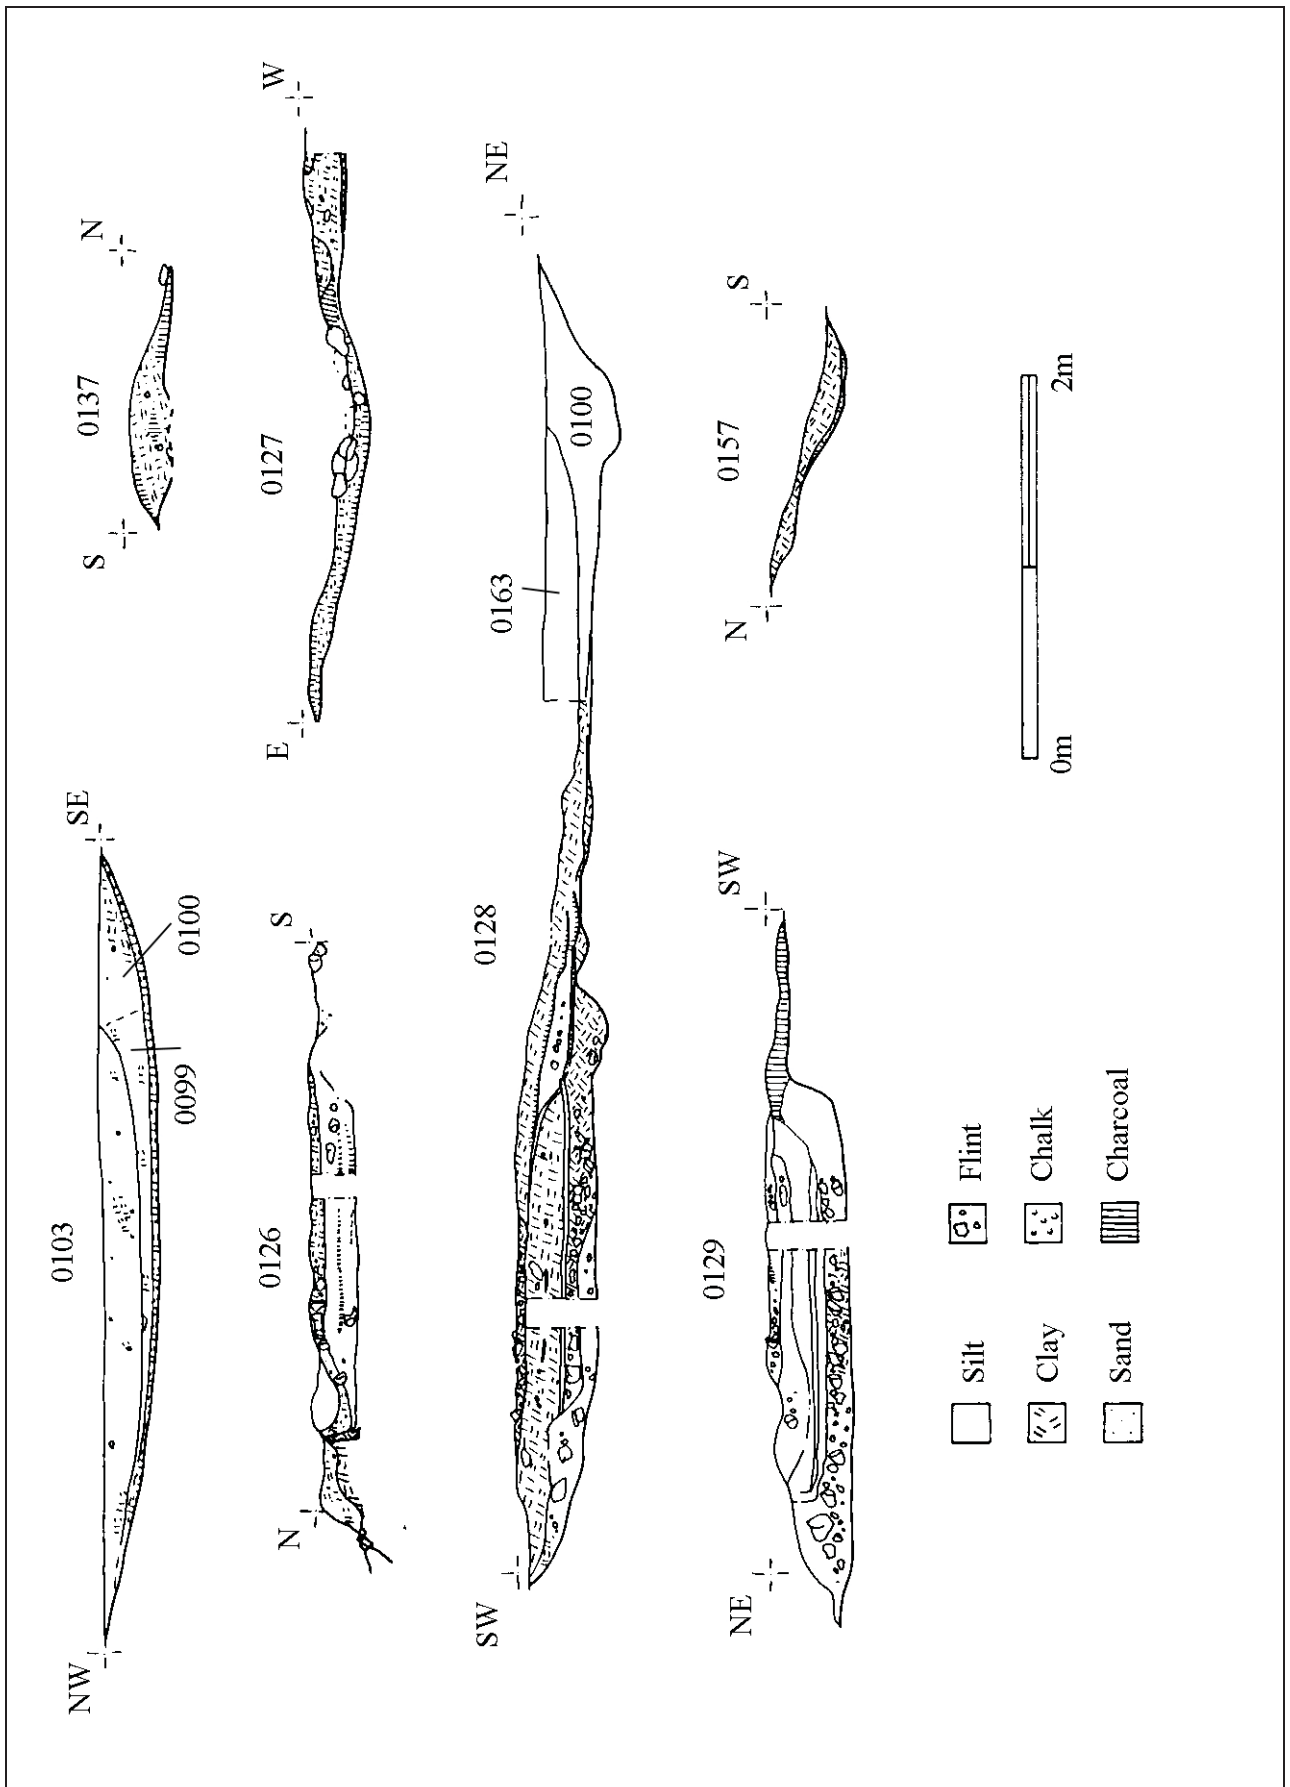 NW
0103
SE
0100
0099
S
0137
N
N
0126
S
E
0127
W
SW
0128
0163
0100
NE
NE
0129
SW
N
0157
S
Silt
Flint
Clay
Chalk
Sand
Charcoal
0m
2m